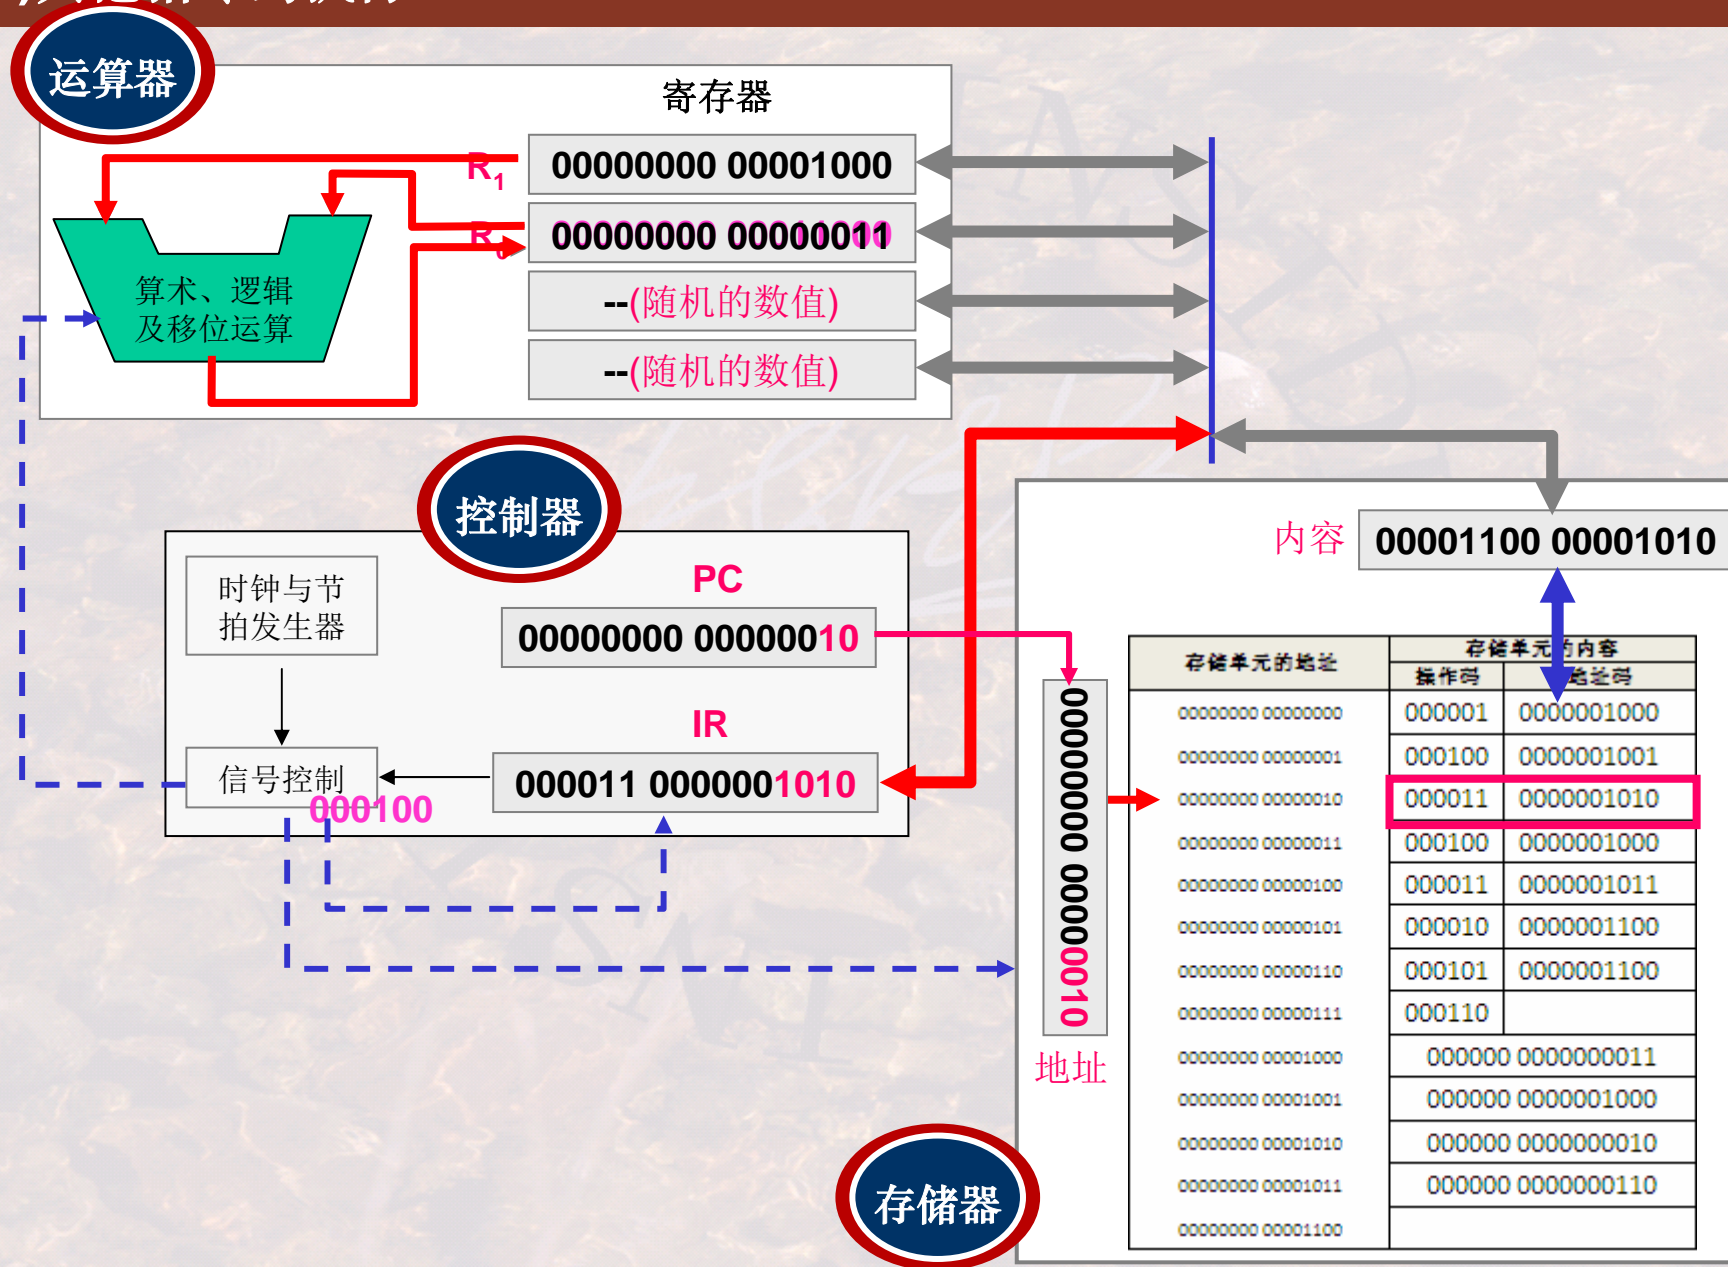 运算器
寄存器
R1
00000000 00001000
R0
00000000 00000011
--(随机的数值)
--(随机的数值)
算术、逻辑
及移位运算
控制器
时钟与节
拍发生器
PC
00000000 00000010
IR
信号控制
000011 0000001010
000100
内容
00001100 00001010
00000000 00000010
地址
存储器
存储单元的地址 存储单元的内容
操作码 地址码
00000000 00000000 000001 0000001000
00000000 00000001 000100 0000001001
00000000 00000010 000011 0000001010
00000000 00000011 000100 0000001000
00000000 00000100 000011 0000001011
00000000 00000101 000010 0000001100
00000000 00000110 000101 0000001100
00000000 00000111 000110
00000000 00001000 000000 0000000011
00000000 00001001 000000 0000001000
00000000 00001010 000000 0000000010
00000000 00001011 000000 0000000110
00000000 00001100